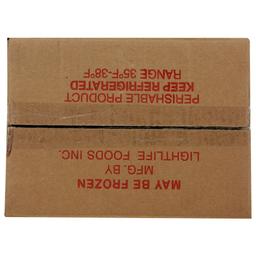 MAY BE FROZEN
MFG. BY
LIGHTLIFE FOODS INC.
PERISHABLE PRODUCT
KEEP REFRIGERATED
RANGE 35°F-38°F